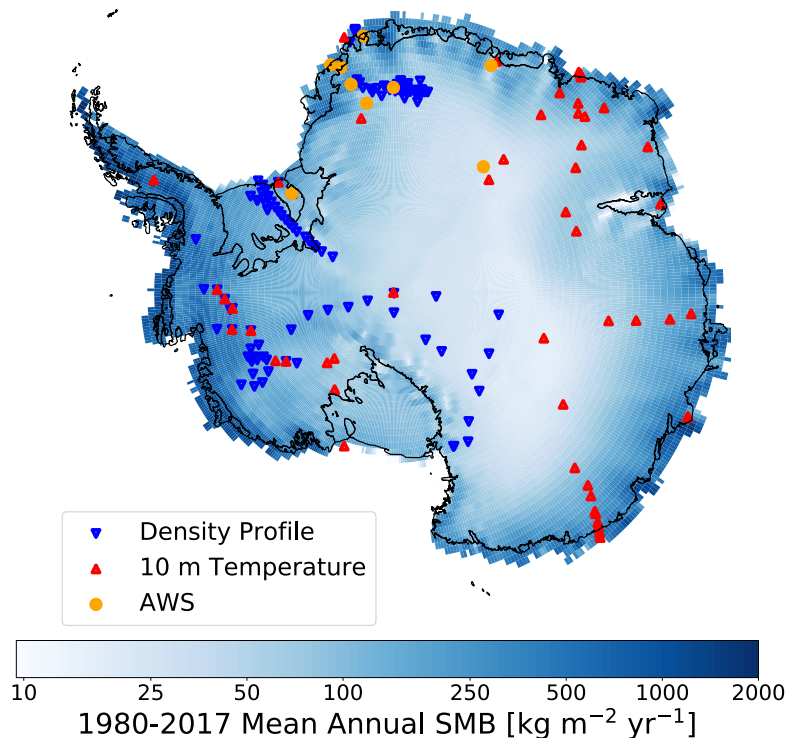 Density Profile
10 m Temperature
AWS
10 25 50 100 250 500 1000 2000
1980-2017 Mean Annual SMB [kg m⁻² yr⁻¹]